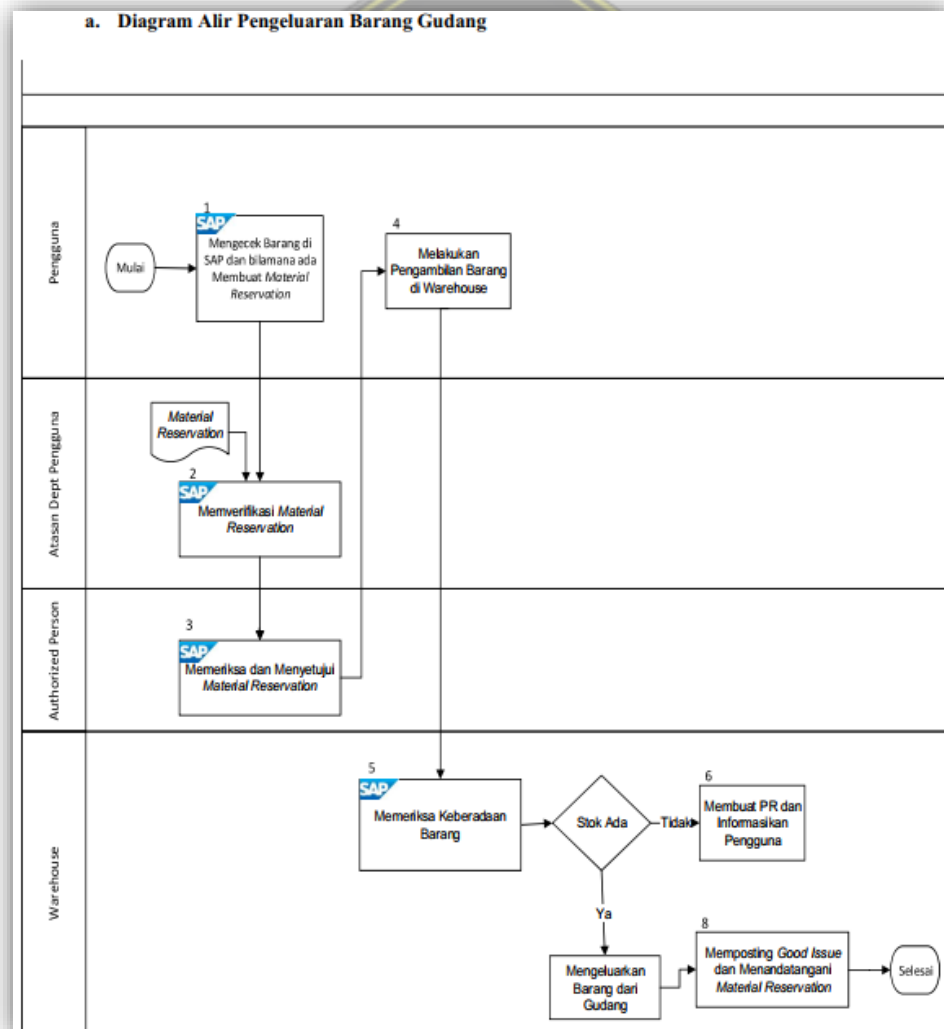 a. Diagram Alir Pengeluaran Barang Gudang
Pengguna
Mulai
1
SAP
Mengecek Barang di
SAP dan bilamana ada
Membuat Material
Reservation
4
Melakukan
Pengambilan Barang
di Warehouse
Atasan Dept Pengguna
Material
Reservation
2
SAP
Memverifikasi Material
Reservation
Authorized Person
3
SAP
Memeriksa dan Menyetujui
Material Reservation
Warehouse
5
SAP
Memeriksa Keberadaan
Barang
Stok Ada
Tidak
6
Membuat PR dan
Informasikan
Pengguna
Ya
Mengeluarkan
Barang dari
Gudang
8
Memposting Good Issue
dan Menandatangani
Material Reservation
Selesai